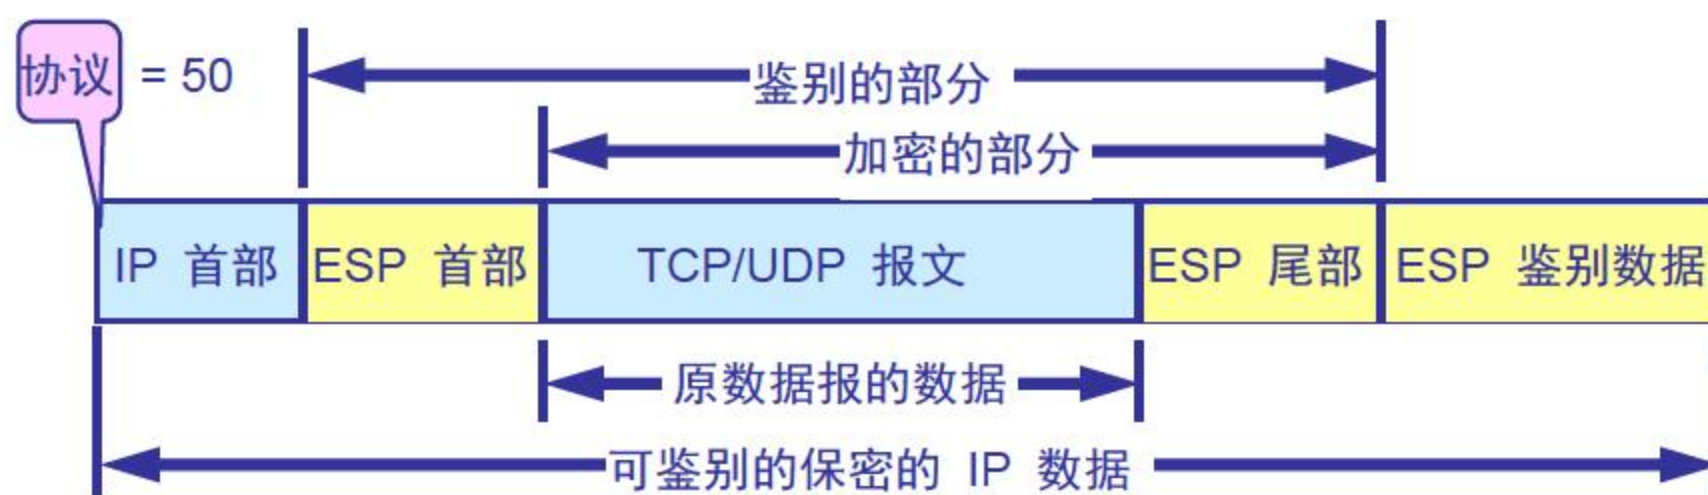 协议 = 50
鉴别的部分
加密的部分
IP 首部 ESP 首部 TCP/UDP 报文 ESP 尾部 ESP 鉴别数据
原数据报的数据
可鉴别的保密的 IP 数据